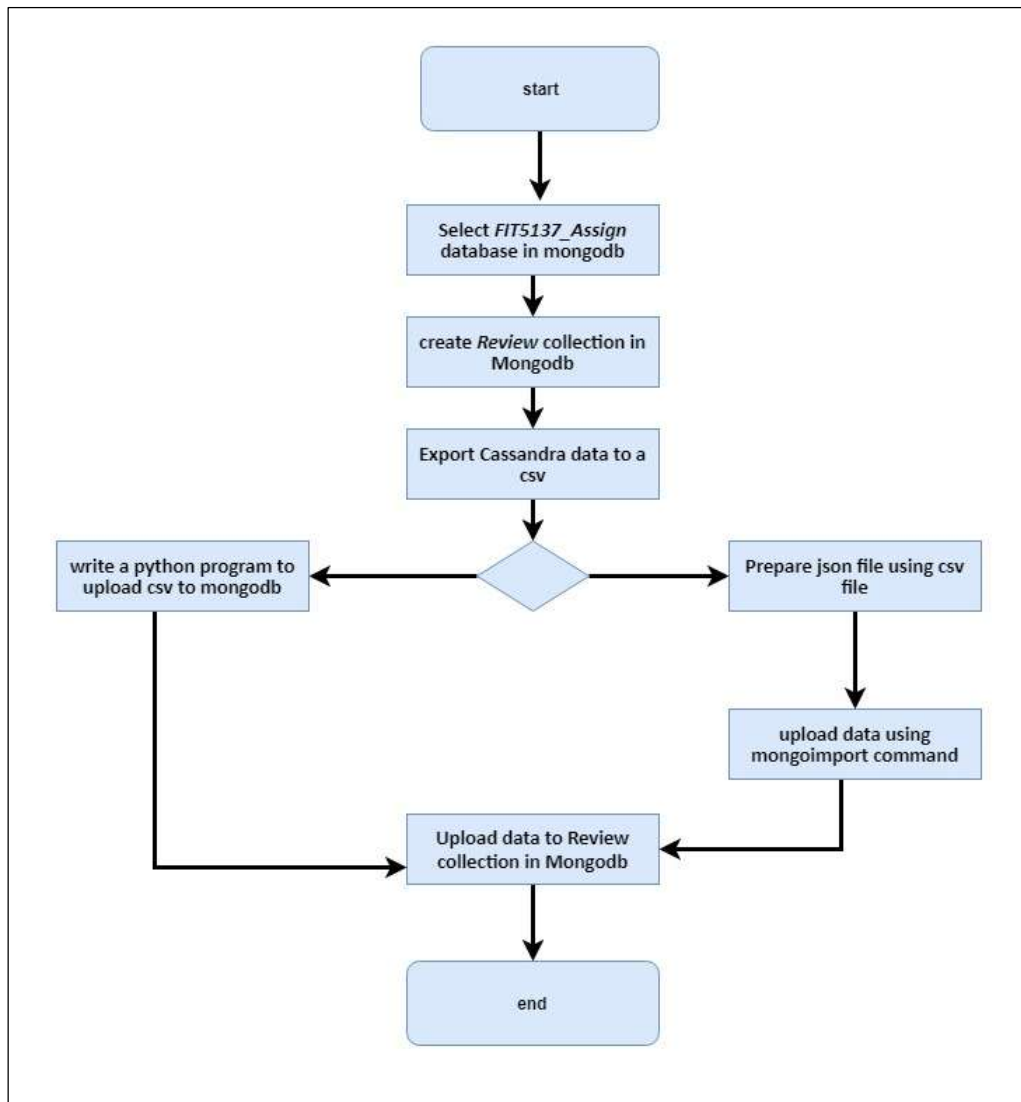 start
Select FIT5137_Assign
database in mongodb
create Review collection in
Mongodb
Export Cassandra data to a
csv
write a python program to
upload csv to mongodb
Prepare json file using csv
file
upload data using
mongoimport command
Upload data to Review
collection in Mongodb
end